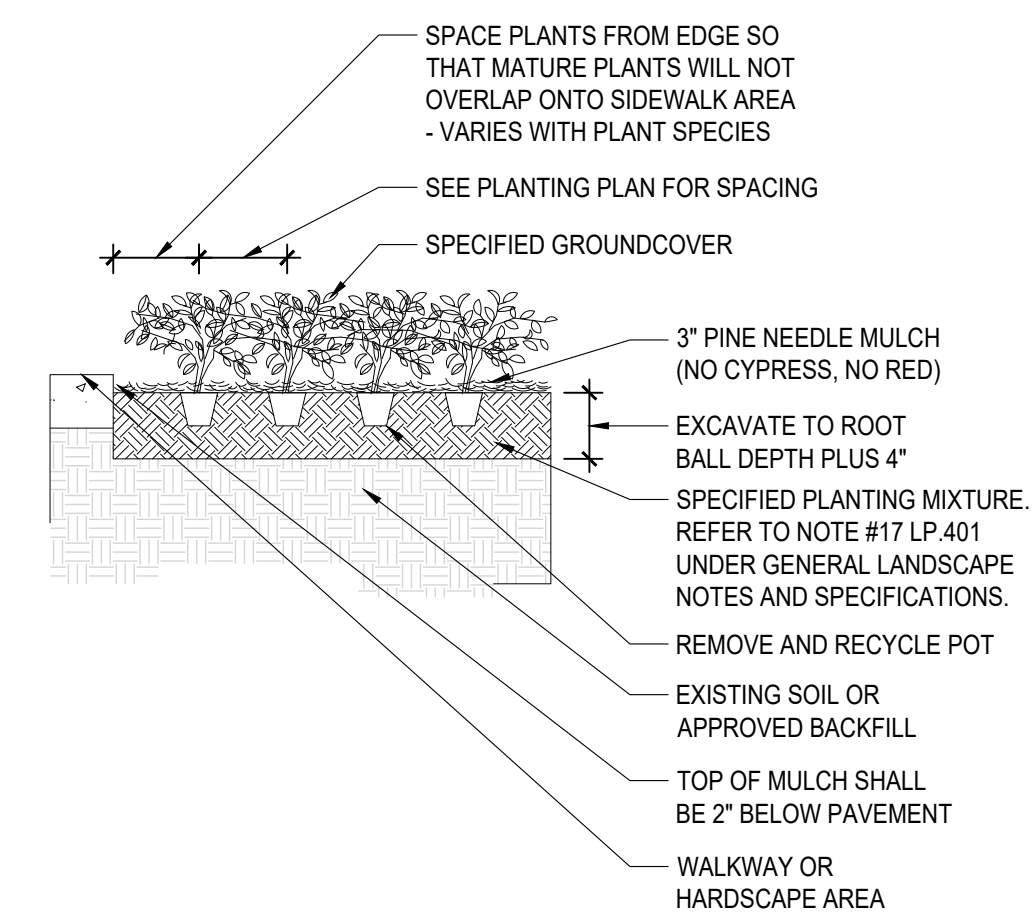 SPACE PLANTS FROM EDGE SO
THAT MATURE PLANTS WILL NOT
OVERLAP ONTO SIDEWALK AREA
- VARIES WITH PLANT SPECIES
SEE PLANTING PLAN FOR SPACING
SPECIFIED GROUNDCOVER
3" PINE NEEDLE MULCH
(NO CYPRESS, NO RED)
EXCAVATE TO ROOT
BALL DEPTH PLUS 4"
SPECIFIED PLANTING MIXTURE.
REFER TO NOTE #17 LP.401
UNDER GENERAL LANDSCAPE
NOTES AND SPECIFICATIONS.
REMOVE AND RECYCLE POT
EXISTING SOIL OR
APPROVED BACKFILL
TOP OF MULCH SHALL
BE 2" BELOW PAVEMENT
WALKWAY OR
HARDSCAPE AREA